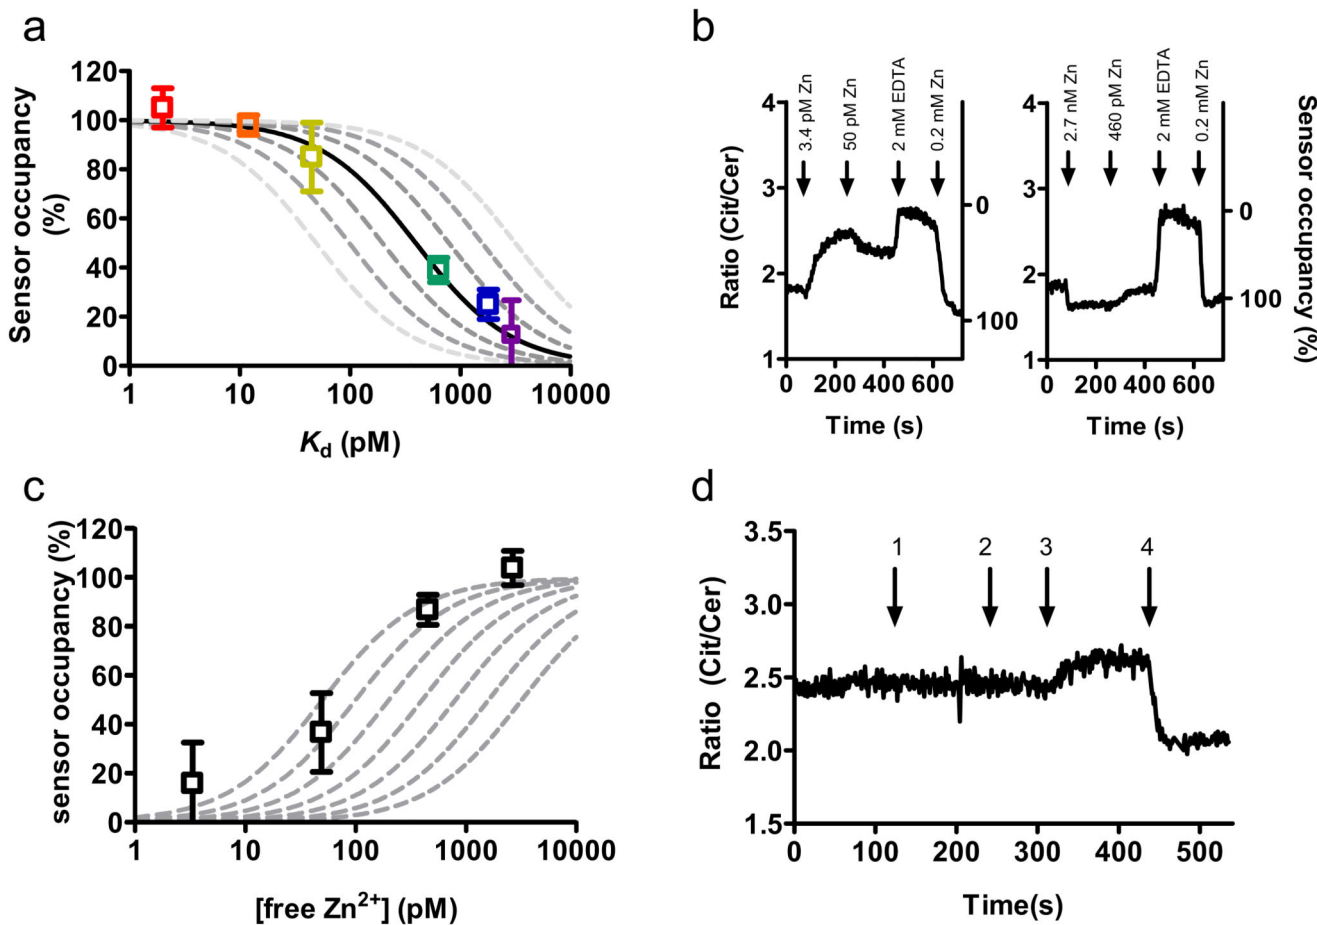 a
Sensor occupancy
(%)
120
100
80
60
40
20
0
1
10
100
1000
10000
Kd (pM)
b
3.4 pM Zn
50 pM Zn
2 mM EDTA
0.2 mM Zn
Ratio (Cit/Cer)
4
3
2
1
0
100
0 200 400 600
Time (s)
2.7 nM Zn
460 pM Zn
2 mM EDTA
0.2 mM Zn
4
3
2
1
0
100
0 200 400 600
Time (s)
Sensor occupancy (%)
c
sensor occupancy (%)
120
100
80
60
40
20
0
1
10
100
1000
10000
[free Zn2+] (pM)
d
Ratio (Cit/Cer)
3.5
3.0
2.5
2.0
1.5
1
2
3
4
0 100 200 300 400 500
Time(s)